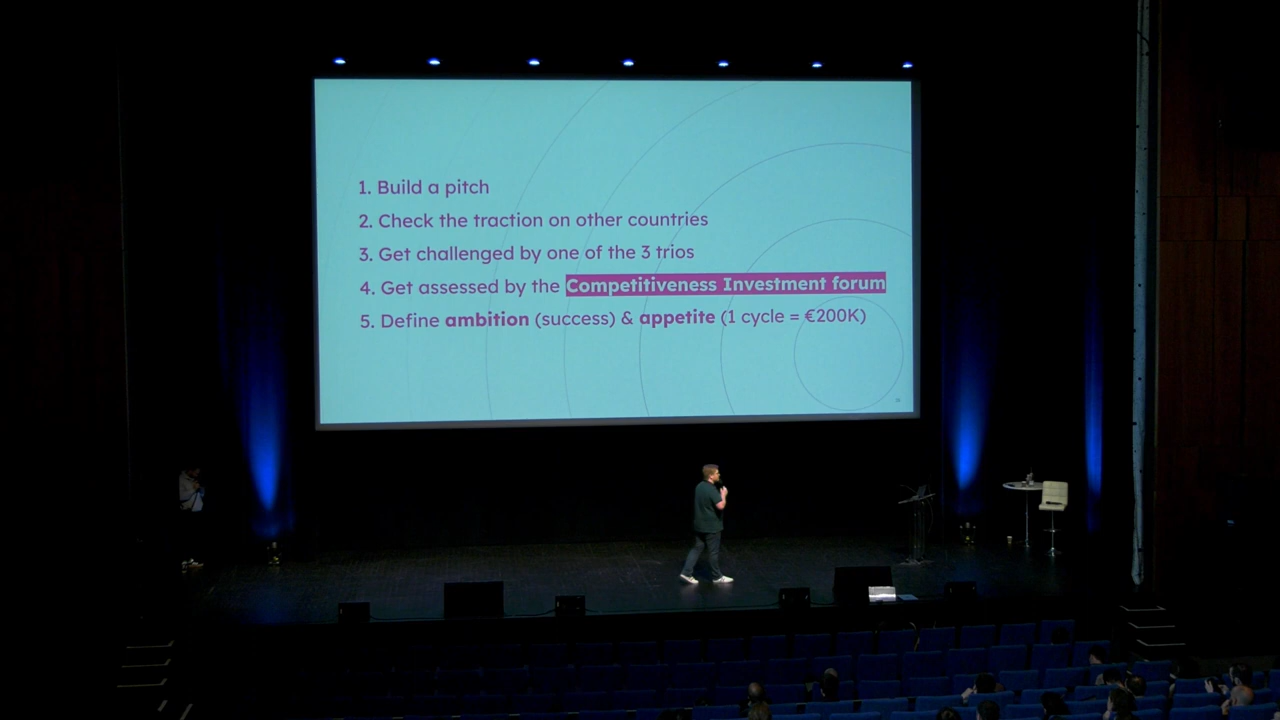 1. Build a pitch
2. Check the traction on other countries
3. Get challenged by one of the 3 trios
4. Get assessed by the Competitiveness Investment forum
5. Define ambition (success) & appetite (1 cycle = €200K)